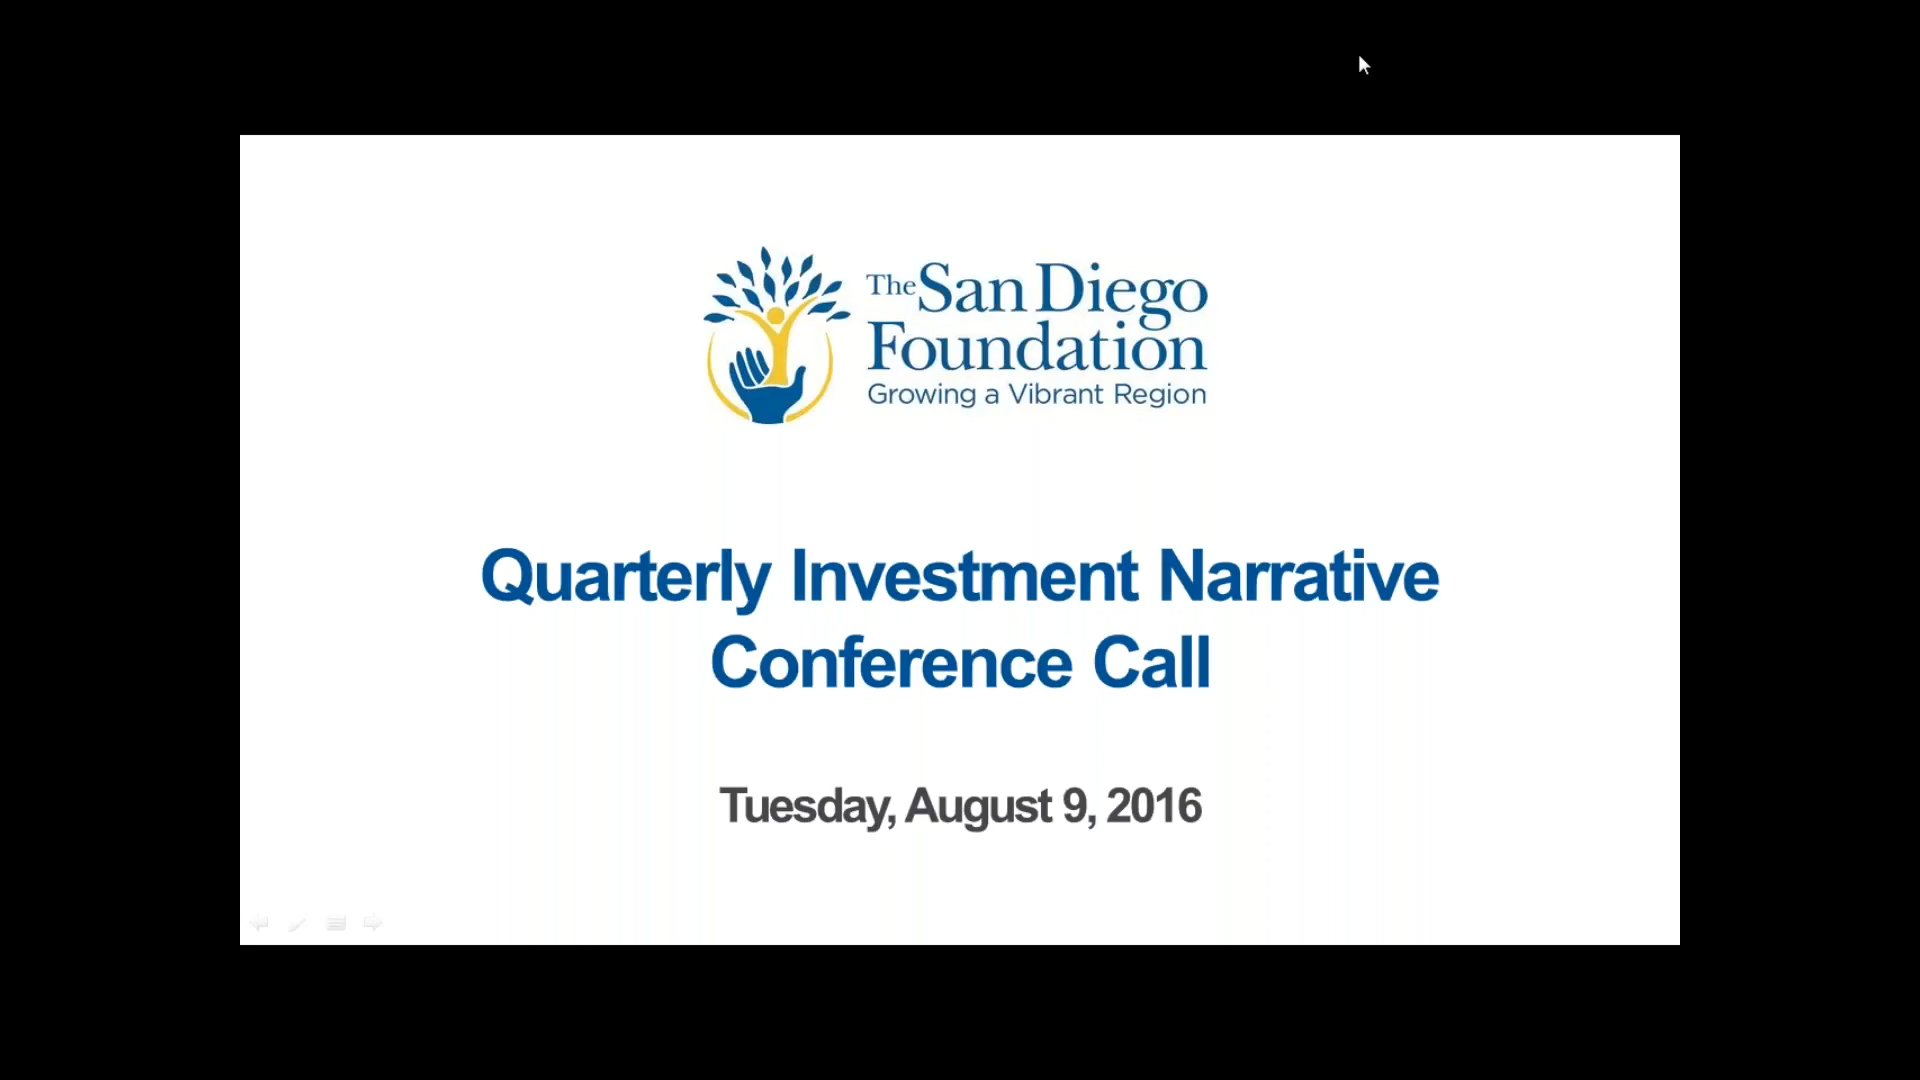 The San Diego
Foundation
Growing a Vibrant Region
Quarterly Investment Narrative
Conference Call
Tuesday, August 9, 2016